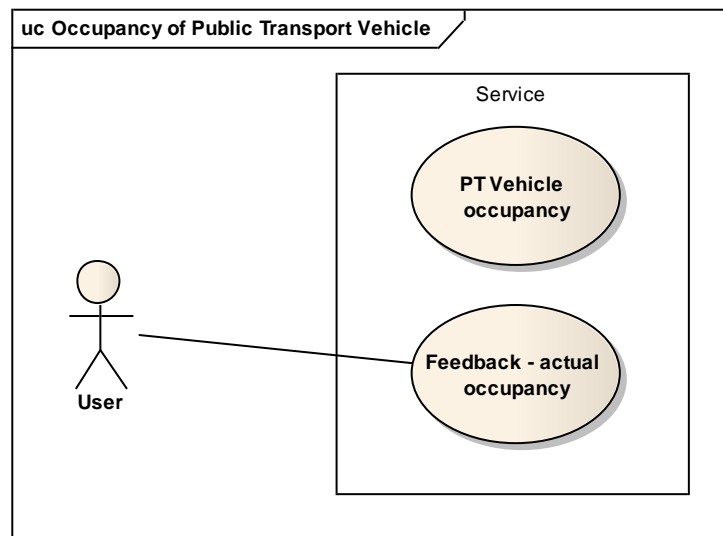 uc Occupancy of Public Transport Vehicle
Service
PT Vehicle
occupancy
Feedback - actual
occupancy
User